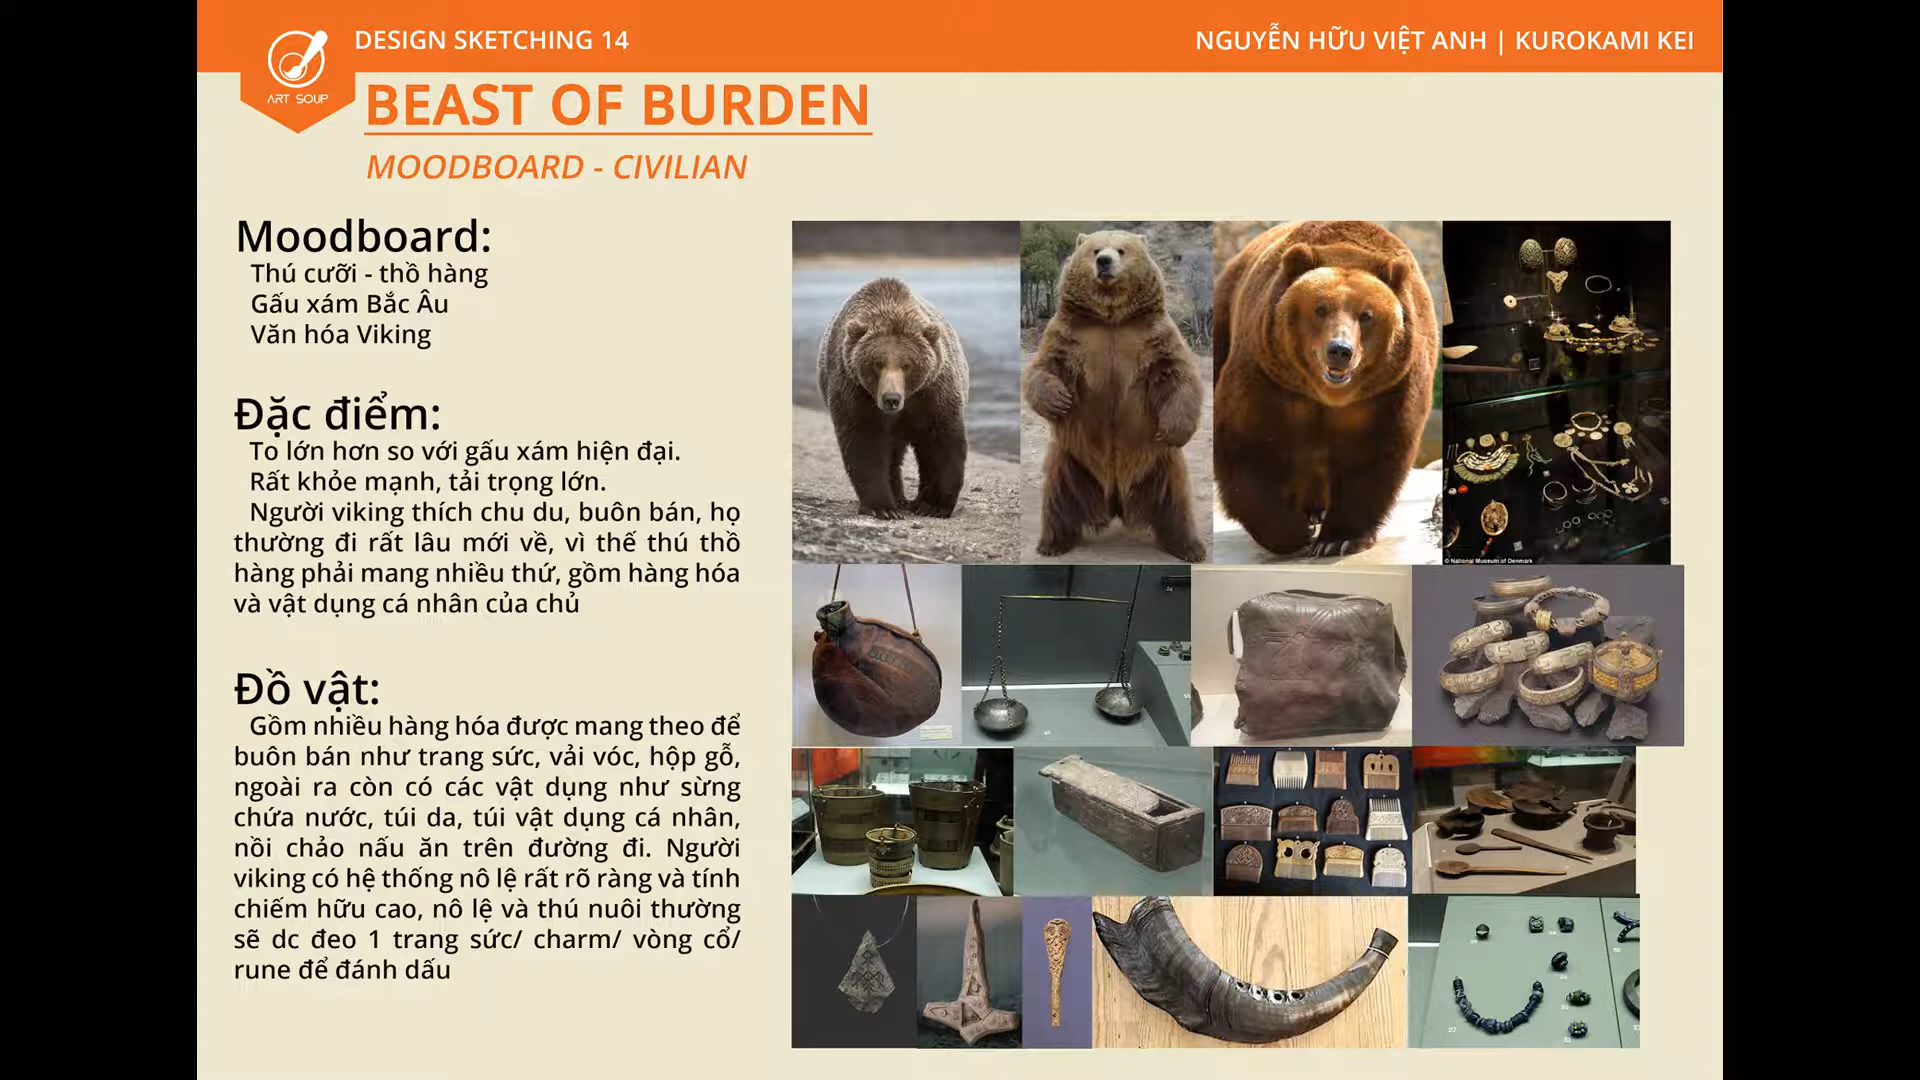 DESIGN SKETCHING 14
NGUYỄN HỮU VIỆT ANH | KUROKAMI KEI
ART SOUP
BEAST OF BURDEN
MOODBOARD - CIVILIAN
Moodboard:
Thú cưỡi - thồ hàng
Gấu xám Bắc Âu
Văn hóa Viking
Đặc điểm:
To lớn hơn so với gấu xám hiện đại.
Rất khỏe mạnh, tải trọng lớn.
Người viking thích chu du, buôn bán, họ
thường đi rất lâu mới về, vì thế thú thồ
hàng phải mang nhiều thứ, gồm hàng hóa
và vật dụng cá nhân của chủ
Đồ vật:
Gồm nhiều hàng hóa được mang theo để
buôn bán như trang sức, vải vóc, hộp gỗ,
ngoài ra còn có các vật dụng như sừng
chứa nước, túi da, túi vật dụng cá nhân,
nồi chảo nấu ăn trên đường đi. Người
viking có hệ thống nô lệ rất rõ ràng và tính
chiếm hữu cao, nô lệ và thú nuôi thường
sẽ dc đeo 1 trang sức/ charm/ vòng cổ/
rune để đánh dấu
© National Museum of Denmark